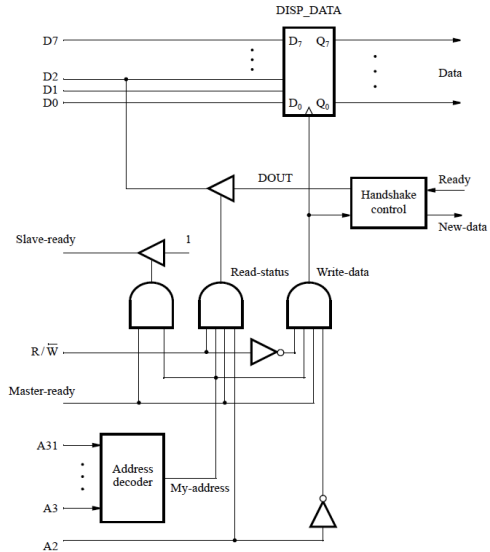 DISP_DATA
D7
D7 Q7
D2
D1
D0
D0 Q0
Data
DOUT
Handshake
control
Ready
New-data
Slave-ready
1
Read-status
Write-data
R/W̅
Master-ready
A31
Address
decoder
My-address
A3
A2